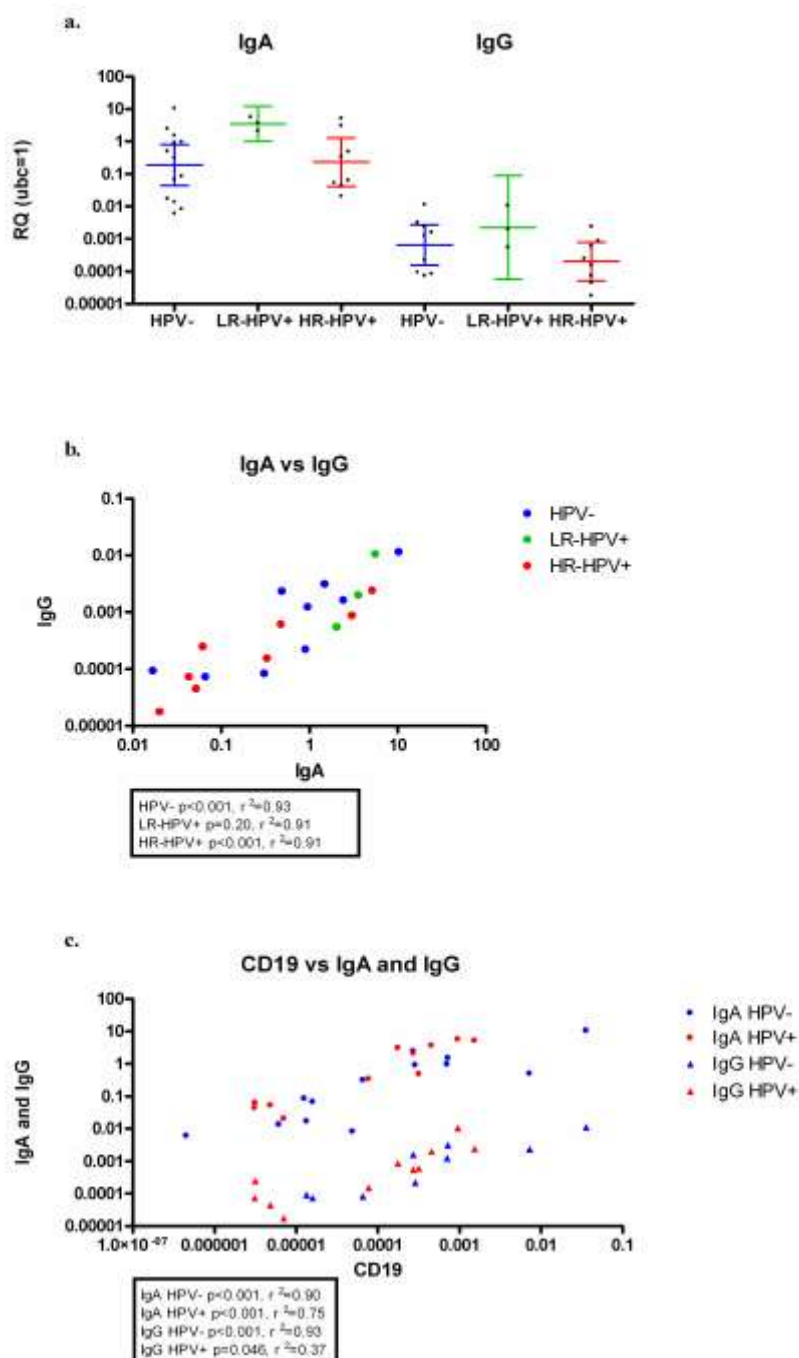 a.
IgA IgG
100
10
1
0.1
0.01
0.001
0.0001
0.00001
RQ (ubc=1)
HPV- LR-HPV+ HR-HPV+ HPV- LR-HPV+ HR-HPV+
b.
IgA vs IgG
0.1
0.01
0.001
0.0001
0.00001
IgG
0.01 0.1 1 10 100
IgA
HPV-
LR-HPV+
HR-HPV+
HPV- p<0.001, r²=0.93
LR-HPV+ p=0.20, r²=0.91
HR-HPV+ p<0.001, r²=0.91
c.
CD19 vs IgA and IgG
100
10
1
0.1
0.01
0.001
0.0001
0.00001
IgA and IgG
1.0×10⁻⁰⁷ 0.000001 0.00001 0.0001 0.001 0.01 0.1
CD19
IgA HPV-
IgA HPV+
IgG HPV-
IgG HPV+
IgA HPV- p<0.001, r²=0.90
IgA HPV+ p<0.001, r²=0.75
IgG HPV- p<0.001, r²=0.93
IgG HPV+ p=0.046, r²=0.37